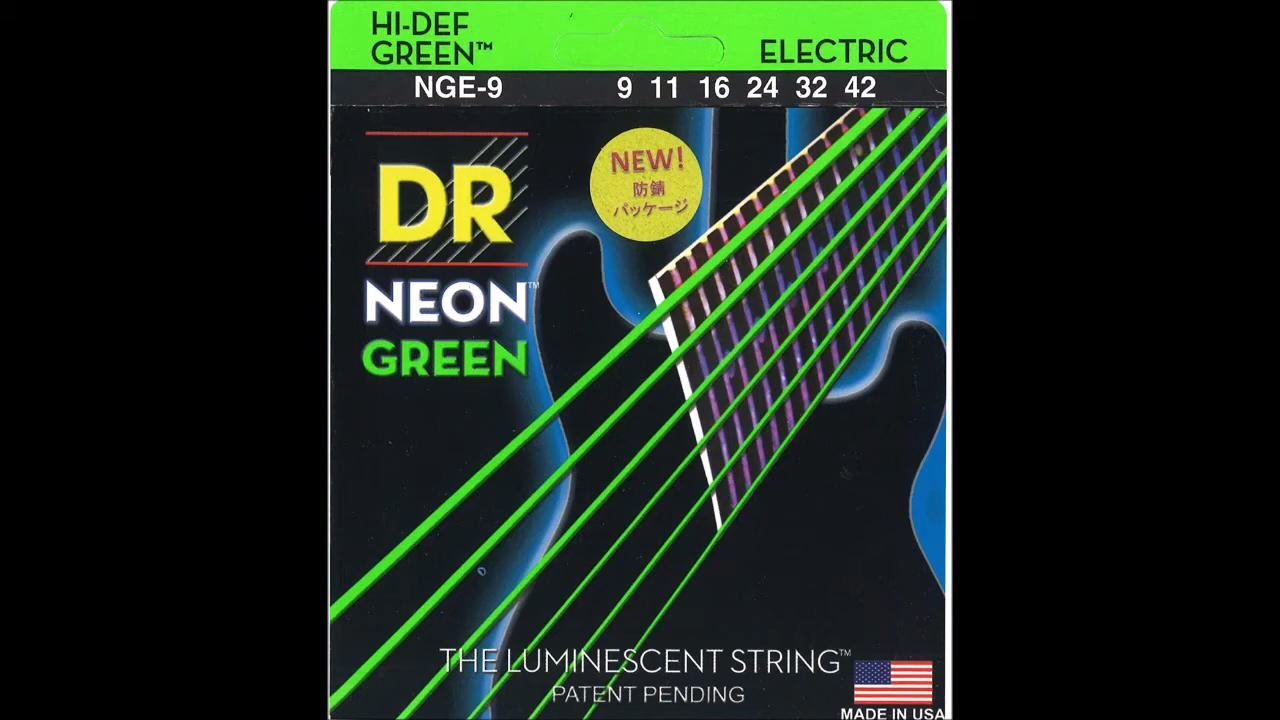 HI-DEF
GREEN™
ELECTRIC
NGE-9
9 11 16 24 32 42
DR
NEON™
GREEN
NEW!
防錆
パッケージ
THE LUMINESCENT STRING™
PATENT PENDING
MADE IN USA